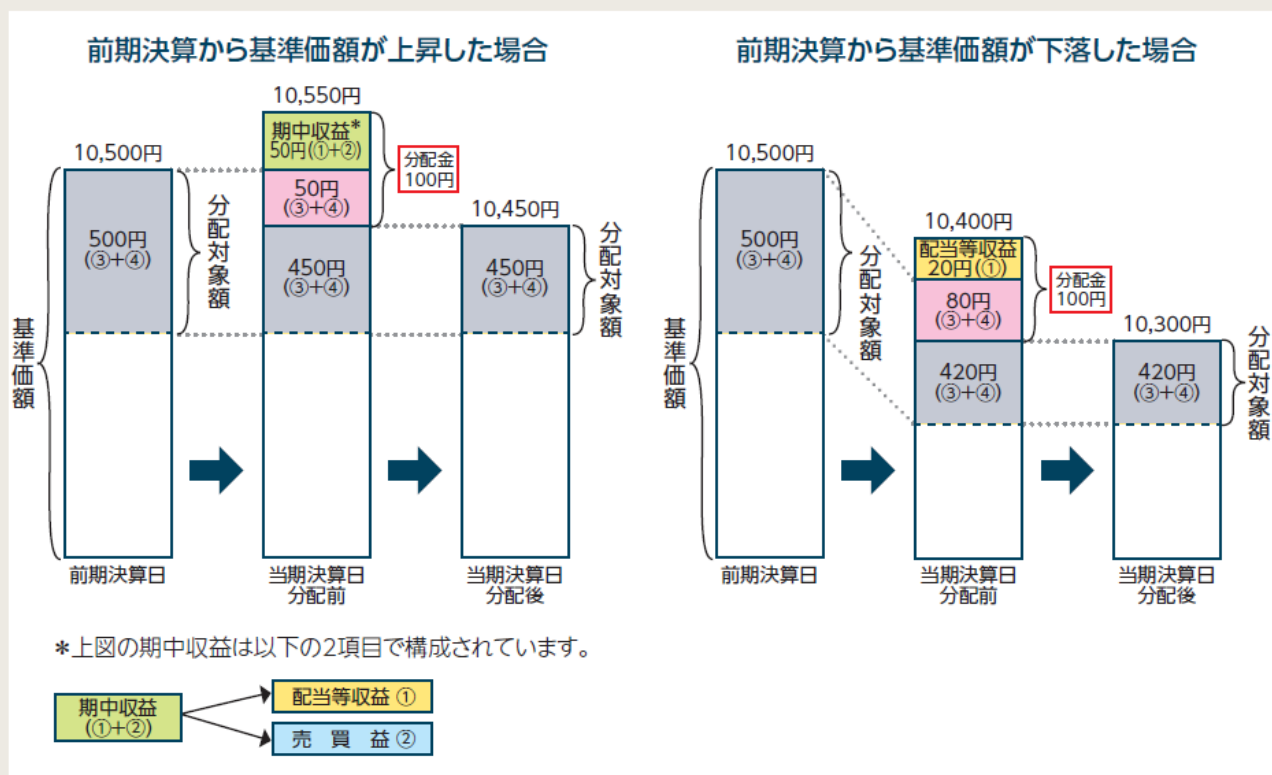 前期決算から基準価額が上昇した場合
10,500円
500円
(③+④)
分配対象額
基準価額
10,550円
期中収益*
50円(①+②)
50円
(③+④)
450円
(③+④)
分配金
100円
10,450円
450円
(③+④)
分配対象額
前期決算日
当期決算日
分配前
当期決算日
分配後
前期決算から基準価額が下落した場合
10,500円
500円
(③+④)
分配対象額
基準価額
10,400円
配当等収益
20円(①)
80円
(③+④)
420円
(③+④)
分配金
100円
10,300円
420円
(③+④)
分配対象額
前期決算日
当期決算日
分配前
当期決算日
分配後
*上図の期中収益は以下の2項目で構成されています。
期中収益
(①+②)
配当等収益 ①
売 買 益 ②